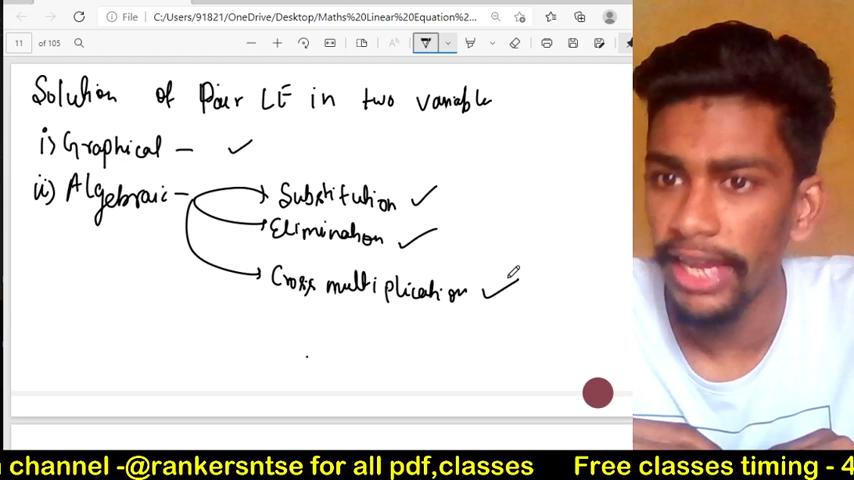 File
C:/Users/91821/OneDrive/Desktop/Maths%20Linear%20Equation%2...
11 of 105
Solution of Pair LE in two variable
i) Graphical - ✓
ii) Algebraic - Substitution ✓
Elimination ✓
Cross multiplication ✓
channel -@rankersntse for all pdf,classes Free classes timing - 4